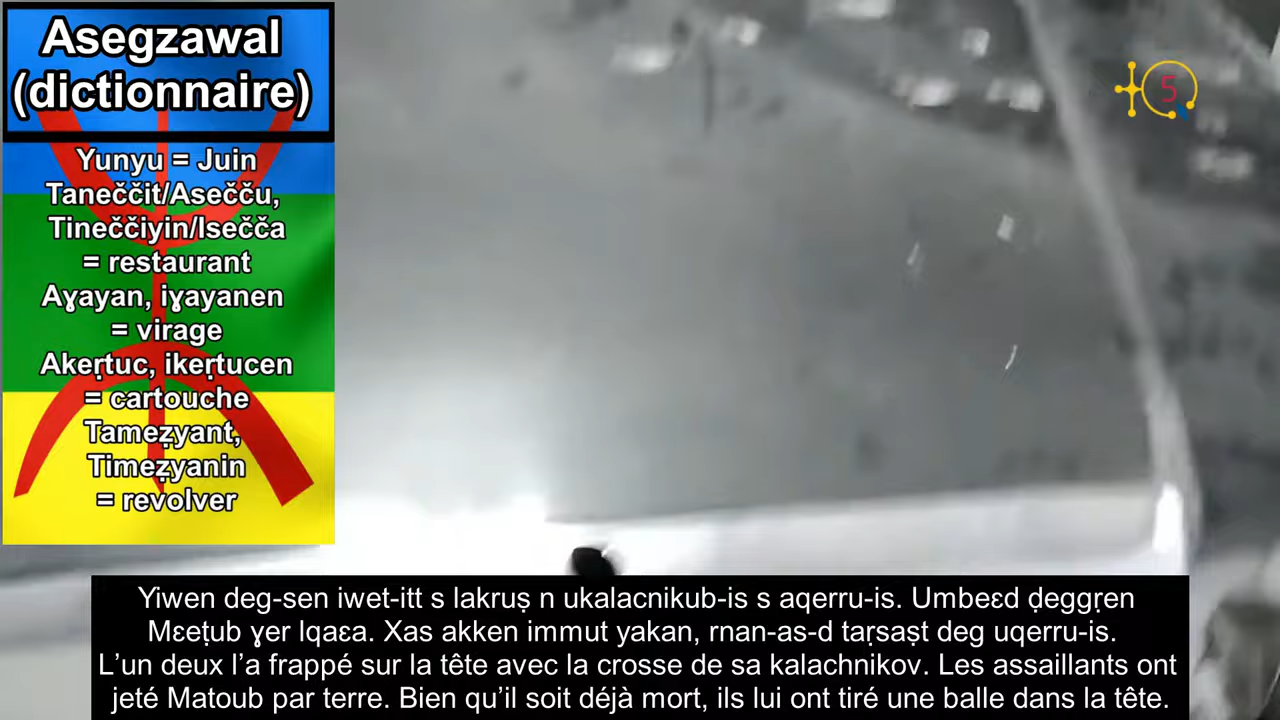 Asegzawal
(dictionnaire)
Yunyu = Juin
Taneččit/Asečču,
Tineččiyin/Isečča
= restaurant
Aɣayan, iɣayanen
= virage
Akeṛtuc, ikeṛtucen
= cartouche
Tameẓyant,
Timeẓyanin
= revolver
5
Yiwen deg-sen iwet-itt s lakruṣ n ukalacnikub-is s aqerru-is. Umbeɛd ḍeggṛen
Mɛeṭub ɣer lqaɛa. Xas akken immut yakan, rnan-as-d taṛsaṣt deg uqerru-is.
L’un deux l’a frappé sur la tête avec la crosse de sa kalachnikov. Les assaillants ont
jeté Matoub par terre. Bien qu’il soit déjà mort, ils lui ont tiré une balle dans la tête.